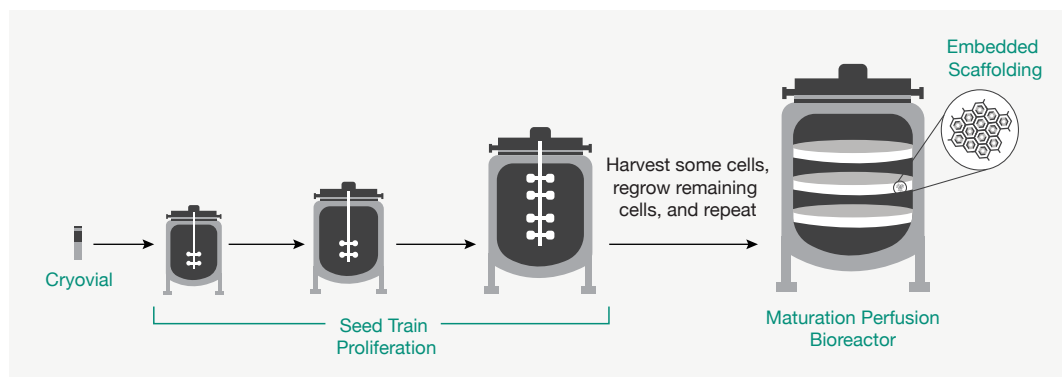 Embedded
Scaffolding
Harvest some cells,
regrow remaining
cells, and repeat
Cryovial
Seed Train
Proliferation
Maturation Perfusion
Bioreactor